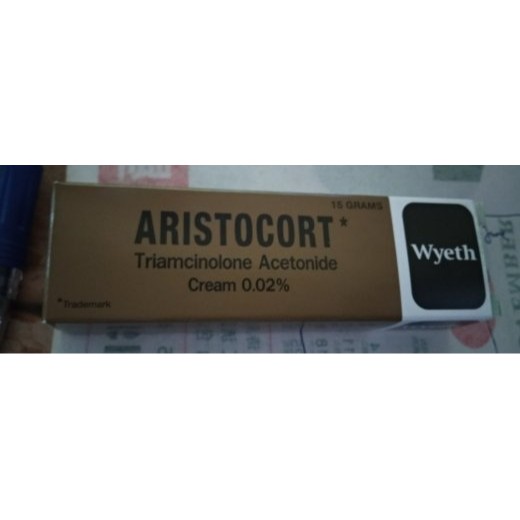 15 GRAMS
ARISTOCORT*
Triamcinolone Acetonide
Cream 0.02%
*Trademark
Wyeth